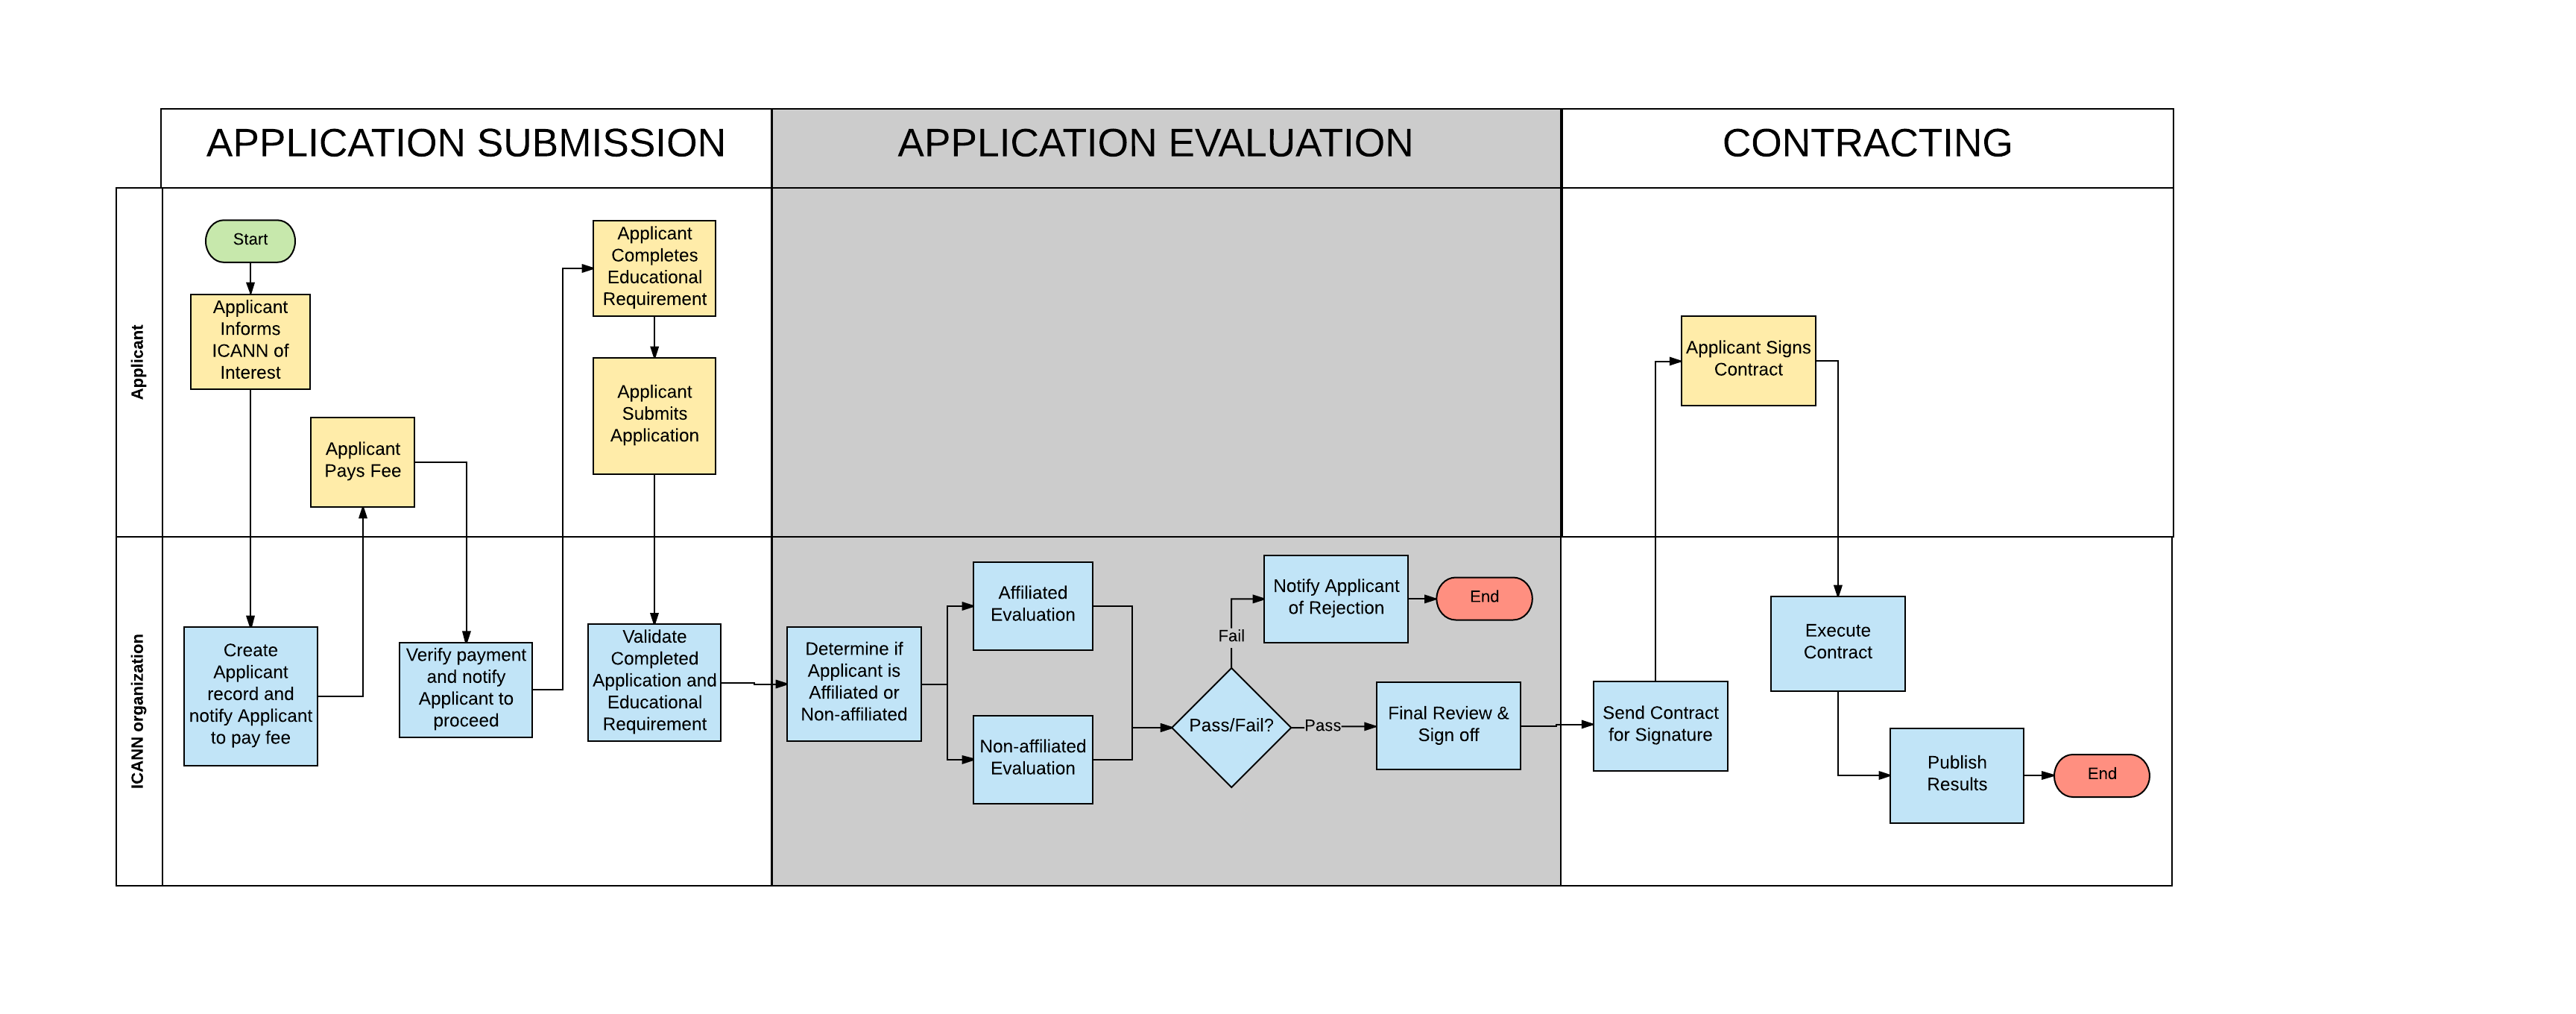 APPLICATION SUBMISSION
APPLICATION EVALUATION
CONTRACTING
Applicant
Start
Applicant
Informs
ICANN of
Interest
Applicant
Pays Fee
Applicant
Completes
Educational
Requirement
Applicant
Submits
Application
Applicant Signs
Contract
ICANN organization
Create
Applicant
record and
notify Applicant
to pay fee
Verify payment
and notify
Applicant to
proceed
Validate
Completed
Application and
Educational
Requirement
Determine if
Applicant is
Affiliated or
Non-affiliated
Affiliated
Evaluation
Non-affiliated
Evaluation
Pass/Fail?
Fail
Notify Applicant
of Rejection
End
Pass
Final Review &
Sign off
Send Contract
for Signature
Execute
Contract
Publish
Results
End